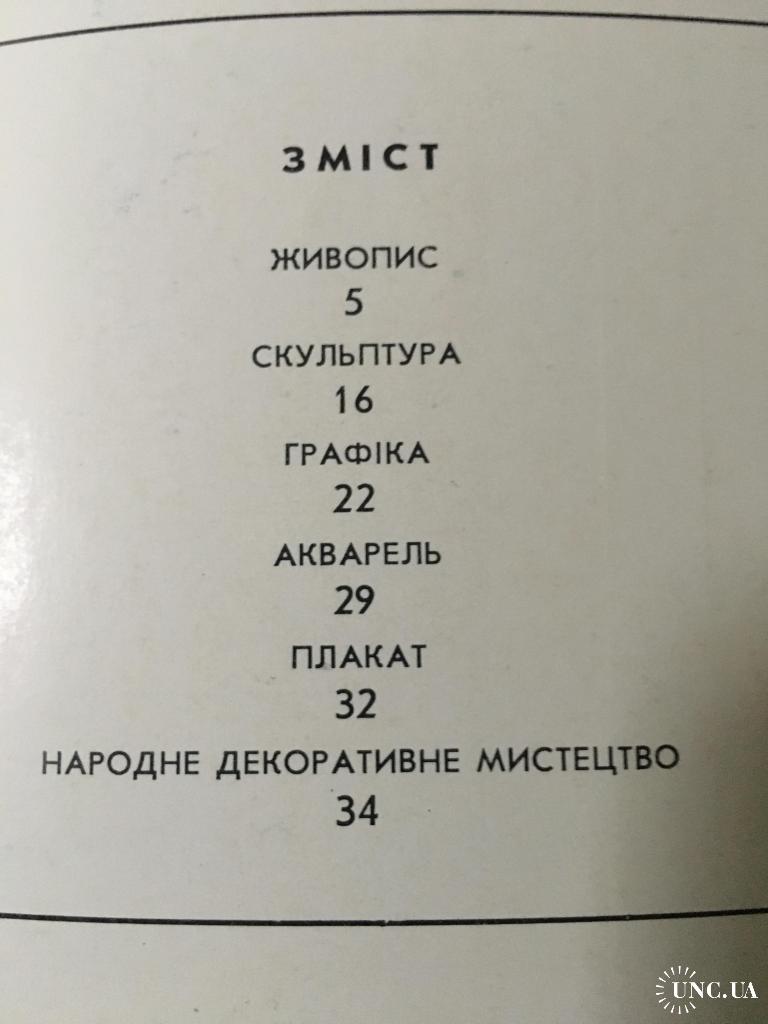 ЗМІСТ
ЖИВОПИС
5
СКУЛЬПТУРА
16
ГРАФІКА
22
АКВАРЕЛЬ
29
ПЛАКАТ
32
НАРОДНЕ ДЕКОРАТИВНЕ МИСТЕЦТВО
34
UNC.UA